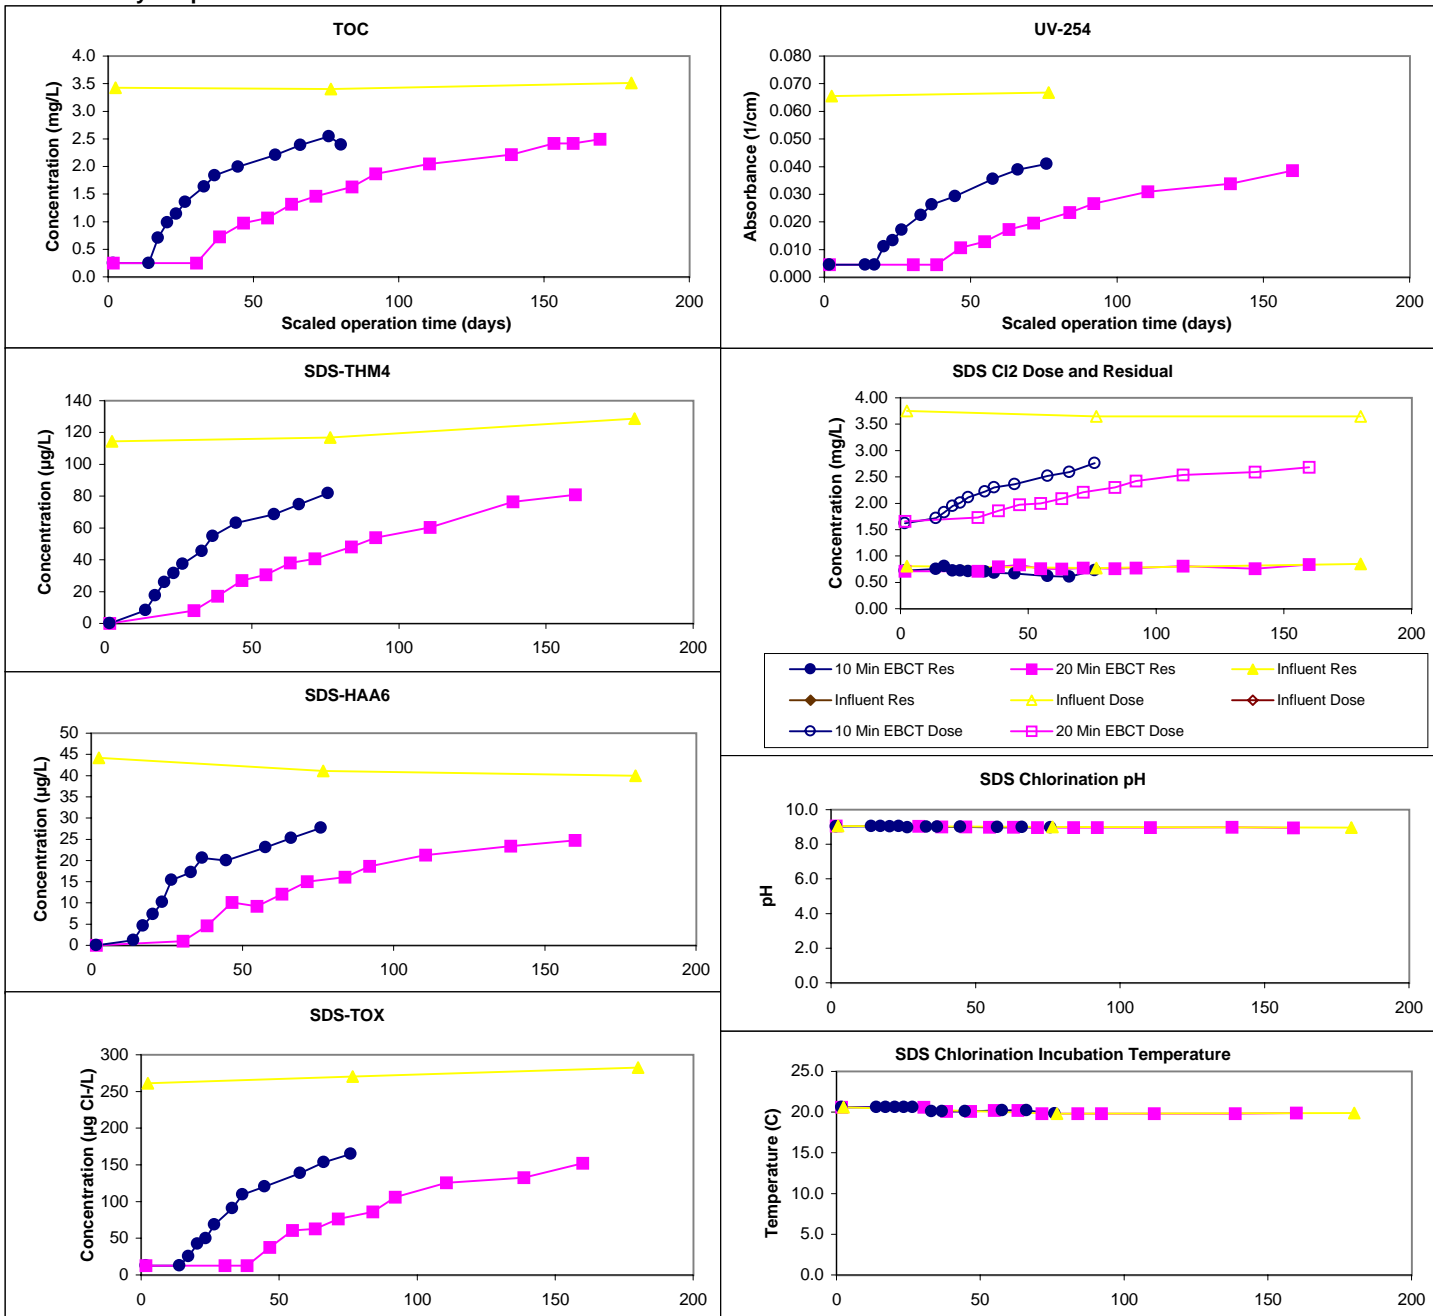 TOC
4.0
3.5
3.0
2.5
2.0
1.5
1.0
0.5
0.0
Concentration (mg/L)
0 50 100 150 200
Scaled operation time (days)
UV-254
0.080
0.070
0.060
0.050
0.040
0.030
0.020
0.010
0.000
Absorbance (1/cm)
0 50 100 150 200
Scaled operation time (days)
SDS-THM4
140
120
100
80
60
40
20
0
Concentration (µg/L)
0 50 100 150 200
SDS Cl2 Dose and Residual
4.00
3.50
3.00
2.50
2.00
1.50
1.00
0.50
0.00
Concentration (mg/L)
0 50 100 150 200
10 Min EBCT Res 20 Min EBCT Res Influent Res
Influent Res Influent Dose Influent Dose
10 Min EBCT Dose 20 Min EBCT Dose
SDS-HAA6
50
45
40
35
30
25
20
15
10
5
0
Concentration (µg/L)
0 50 100 150 200
SDS Chlorination pH
10.0
8.0
6.0
4.0
2.0
0.0
pH
0 50 100 150 200
SDS-TOX
300
250
200
150
100
50
0
Concentration (µg Cl-/L)
0 50 100 150 200
SDS Chlorination Incubation Temperature
25.0
20.0
15.0
10.0
5.0
0.0
Temperature (C)
0 50 100 150 200